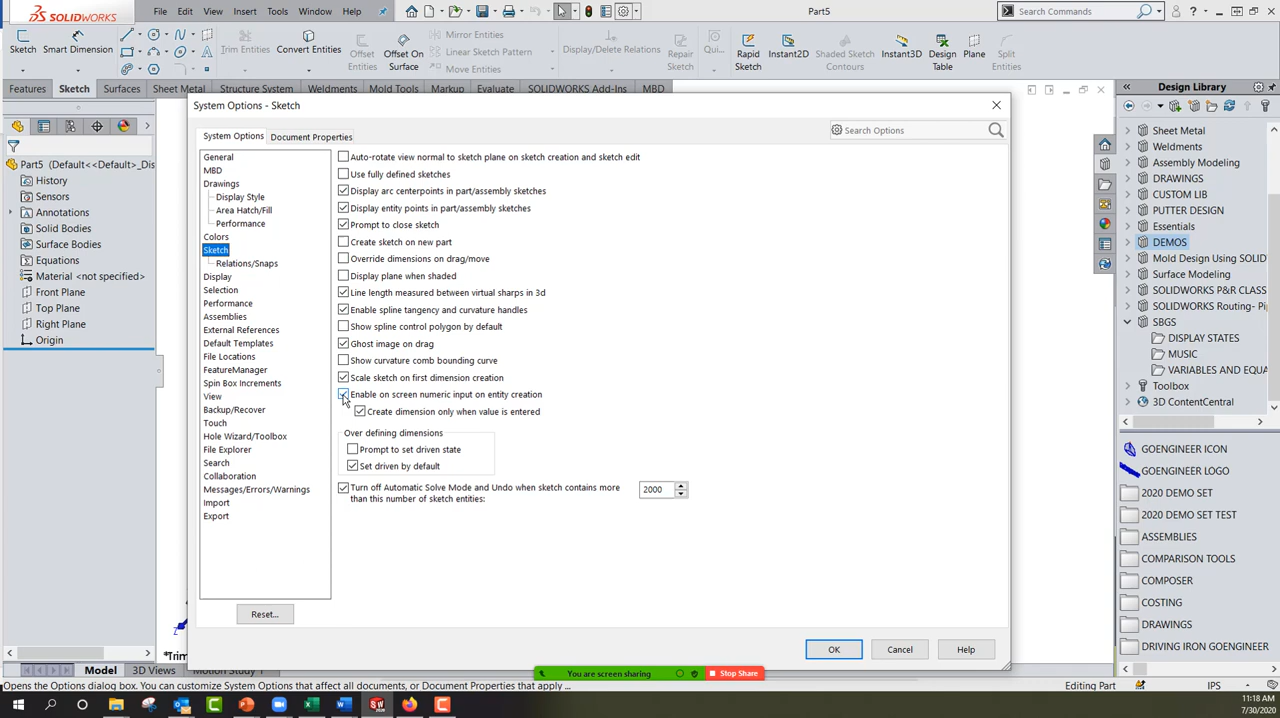 SOLIDWORKS File Edit View Insert Tools Window Help Part5 Search Commands
Sketch Smart Dimension Trim Entities Convert Entities Offset Entities Offset On Surface Mirror Entities Linear Sketch Pattern Move Entities Display/Delete Relations Repair Sketch Qui... Rapid Sketch Instant2D Shaded Sketch Contours Instant3D Design Table Plane Split Entities
Features Sketch Surfaces Sheet Metal Structure System Weldments Mold Tools Markup Evaluate SOLIDWORKS Add-Ins MBD
Design Library
Part5 (Default<<Default>_Dis
History
Sensors
Annotations
Solid Bodies
Surface Bodies
Equations
Material <not specified>
Front Plane
Top Plane
Right Plane
Origin
*Trim
System Options - Sketch
System Options Document Properties
Search Options
General
MBD
Drawings
Display Style
Area Hatch/Fill
Performance
Colors
Sketch
Relations/Snaps
Display
Selection
Performance
Assemblies
External References
Default Templates
File Locations
FeatureManager
Spin Box Increments
View
Backup/Recover
Touch
Hole Wizard/Toolbox
File Explorer
Search
Collaboration
Messages/Errors/Warnings
Import
Export
Reset...
Auto-rotate view normal to sketch plane on sketch creation and sketch edit
Use fully defined sketches
Display arc centerpoints in part/assembly sketches
Display entity points in part/assembly sketches
Prompt to close sketch
Create sketch on new part
Override dimensions on drag/move
Display plane when shaded
Line length measured between virtual sharps in 3d
Enable spline tangency and curvature handles
Show spline control polygon by default
Ghost image on drag
Show curvature comb bounding curve
Scale sketch on first dimension creation
Enable on screen numeric input on entity creation
Create dimension only when value is entered
Over defining dimensions
Prompt to set driven state
Set driven by default
Turn off Automatic Solve Mode and Undo when sketch contains more
than this number of sketch entities:
2000
OK Cancel Help
Sheet Metal
Weldments
Assembly Modeling
DRAWINGS
CUSTOM LIB
PUTTER DESIGN
Essentials
DEMOS
Mold Design Using SOLID
Surface Modeling
SOLIDWORKS P&R CLASS
SOLIDWORKS Routing- Pip
SBGS
DISPLAY STATES
MUSIC
VARIABLES AND EQUA
Toolbox
3D ContentCentral
GOENGINEER ICON
GOENGINEER LOGO
2020 DEMO SET
2020 DEMO SET TEST
ASSEMBLIES
COMPARISON TOOLS
COMPOSER
COSTING
DRAWINGS
DRIVING IRON GOENGINEER
Model 3D Views Motion Study 1
You are screen sharing Stop Share
Opens the Options dialog box. You can customize System Options that affect all documents, or Document Properties that apply ...
Editing Part IPS
11:18 AM
7/30/2020